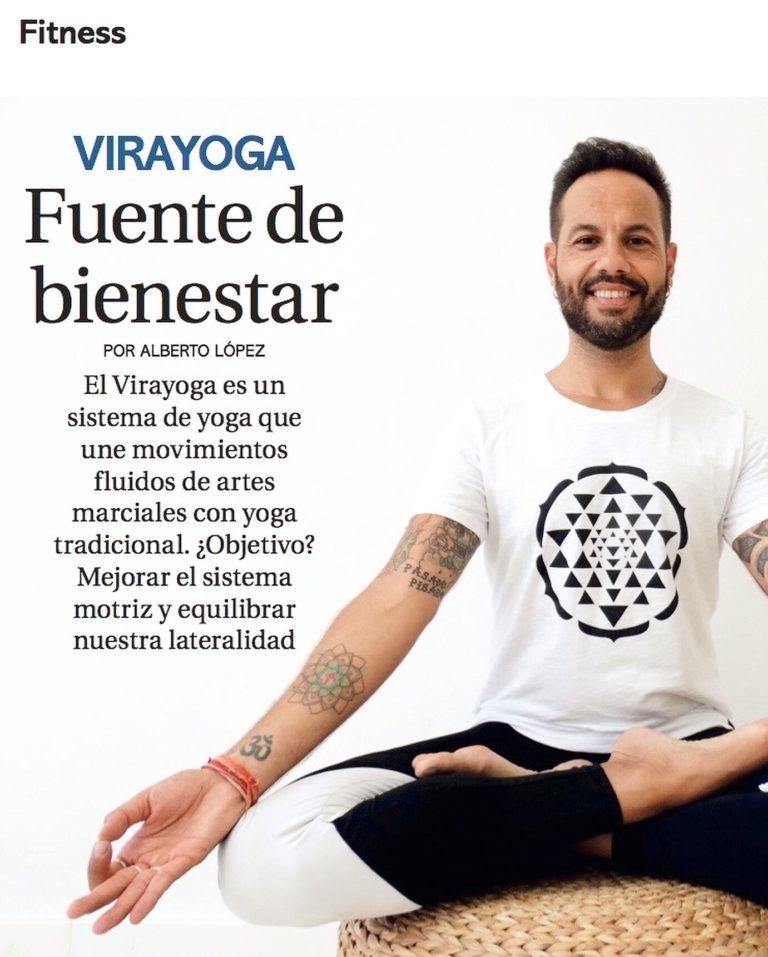 Fitness
VIRAYOGA
Fuente de
bienestar
POR ALBERTO LÓPEZ
El Virayoga es un
sistema de yoga que
une movimientos
fluidos de artes
marciales con yoga
tradicional. ¿Objetivo?
Mejorar el sistema
motriz y equilibrar
nuestra lateralidad
PASADO
ॐ